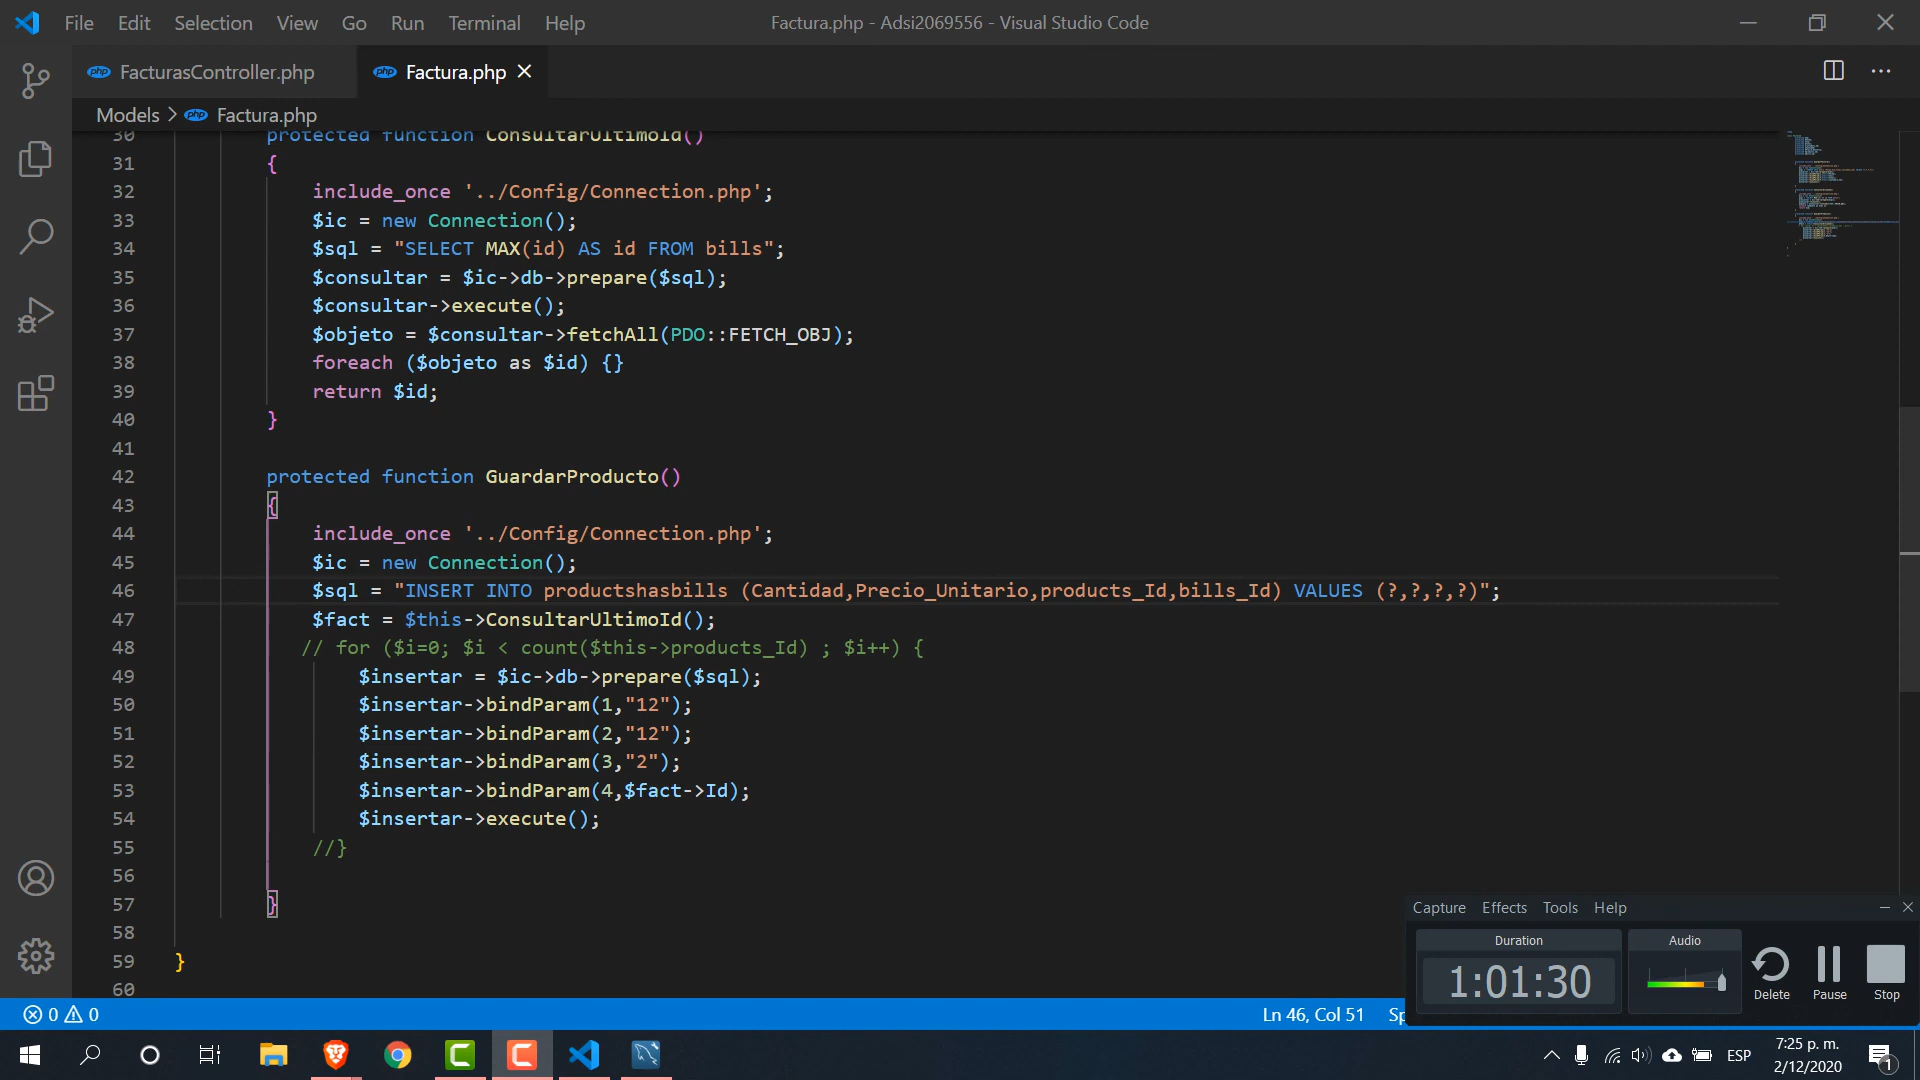 File Edit Selection View Go Run Terminal Help Factura.php - Adsi2069556 - Visual Studio Code
php FacturasController.php php Factura.php
Models > php Factura.php
30 protected function ConsultarUltimoId()
31 {
32 include_once '../Config/Connection.php';
33 $ic = new Connection();
34 $sql = "SELECT MAX(id) AS id FROM bills";
35 $consultar = $ic->db->prepare($sql);
36 $consultar->execute();
37 $objeto = $consultar->fetchAll(PDO::FETCH_OBJ);
38 foreach ($objeto as $id) {}
39 return $id;
40 }
41
42 protected function GuardarProducto()
43 {
44 include_once '../Config/Connection.php';
45 $ic = new Connection();
46 $sql = "INSERT INTO productshasbills (Cantidad,Precio_Unitario,products_Id,bills_Id) VALUES (?,?,?,?)";
47 $fact = $this->ConsultarUltimoId();
48 // for ($i=0; $i < count($this->products_Id) ; $i++) {
49 $insertar = $ic->db->prepare($sql);
50 $insertar->bindParam(1,"12");
51 $insertar->bindParam(2,"12");
52 $insertar->bindParam(3,"2");
53 $insertar->bindParam(4,$fact->Id);
54 $insertar->execute();
55 //}
56
57 }
58
59 }
60
Capture Effects Tools Help
Duration Audio
1:01:30
Delete Pause Stop
0 0 Ln 46, Col 51 Sp
ESP 7:25 p. m.
2/12/2020
1